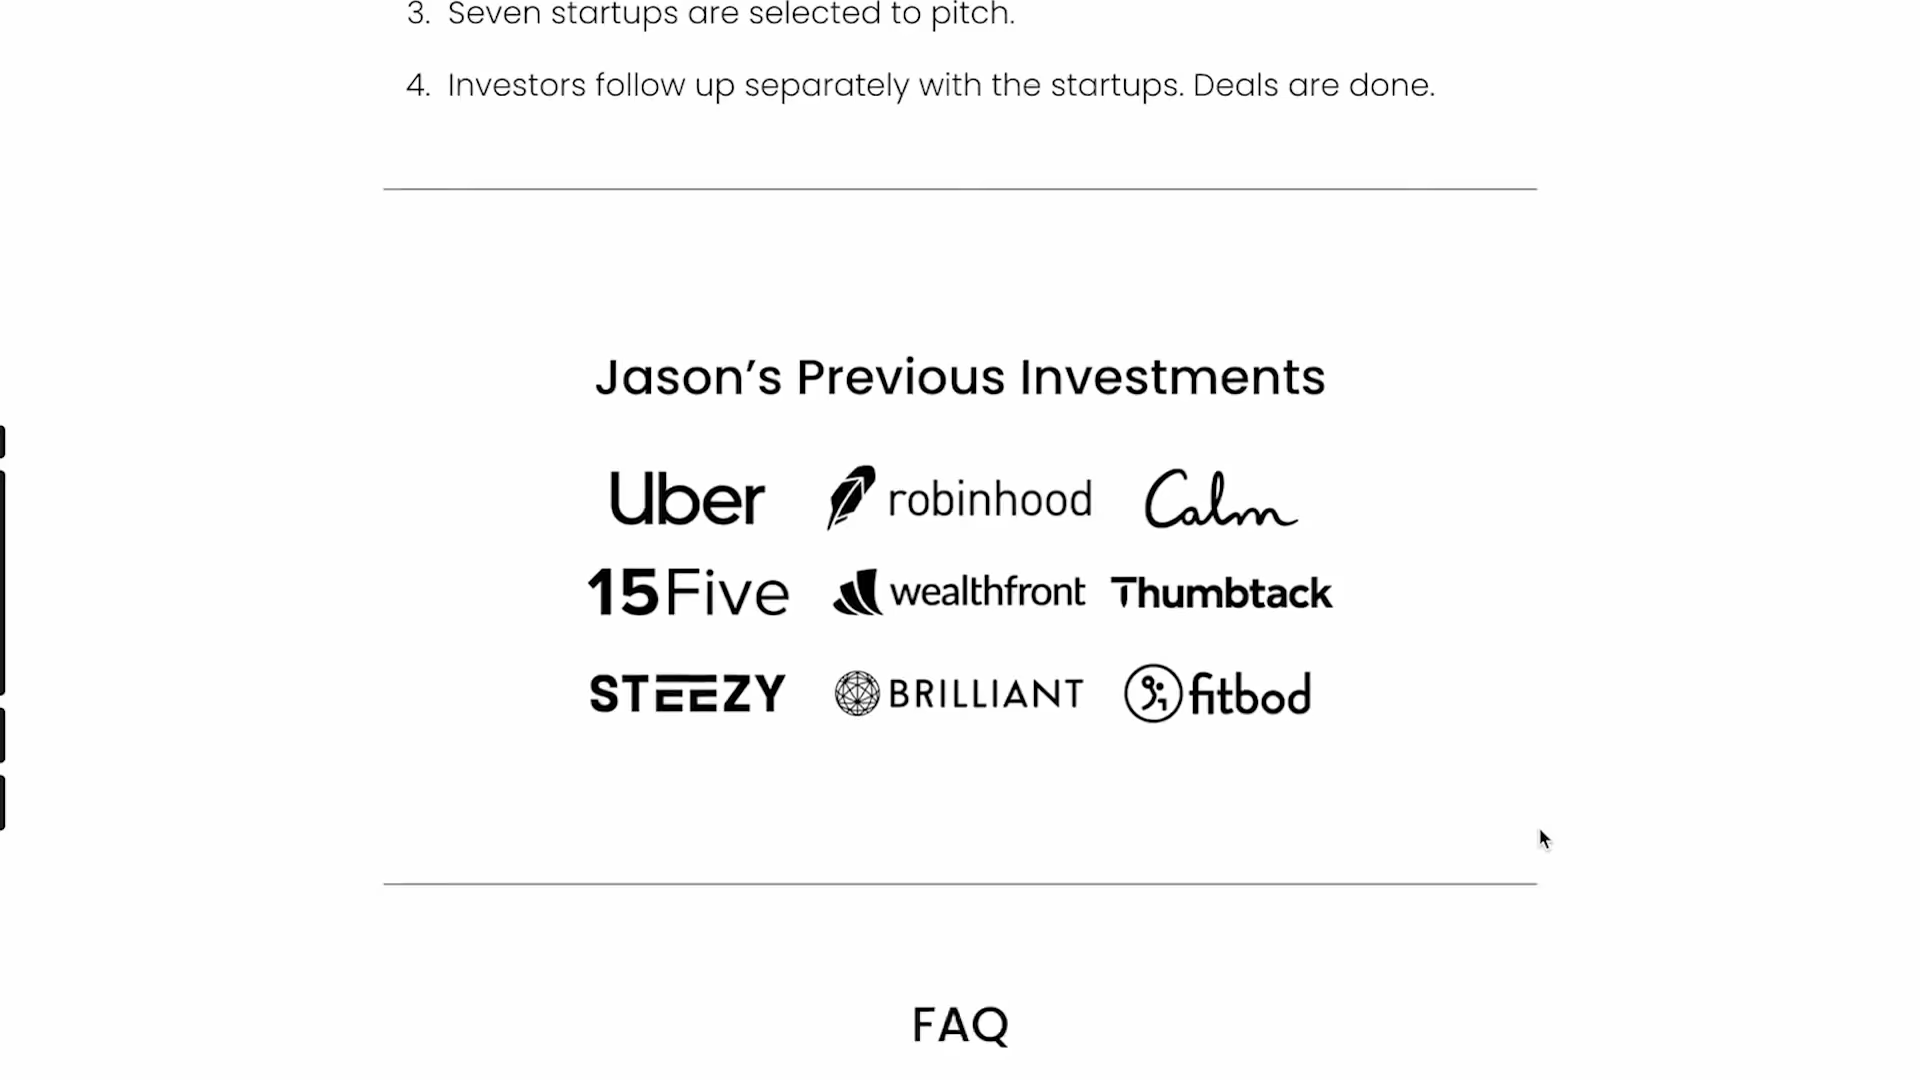 3. Seven startups are selected to pitch.
4. Investors follow up separately with the startups. Deals are done.
Jason’s Previous Investments
Uber robinhood Calm
15Five wealthfront Thumbtack
STEEZY BRILLIANT fitbod
FAQ